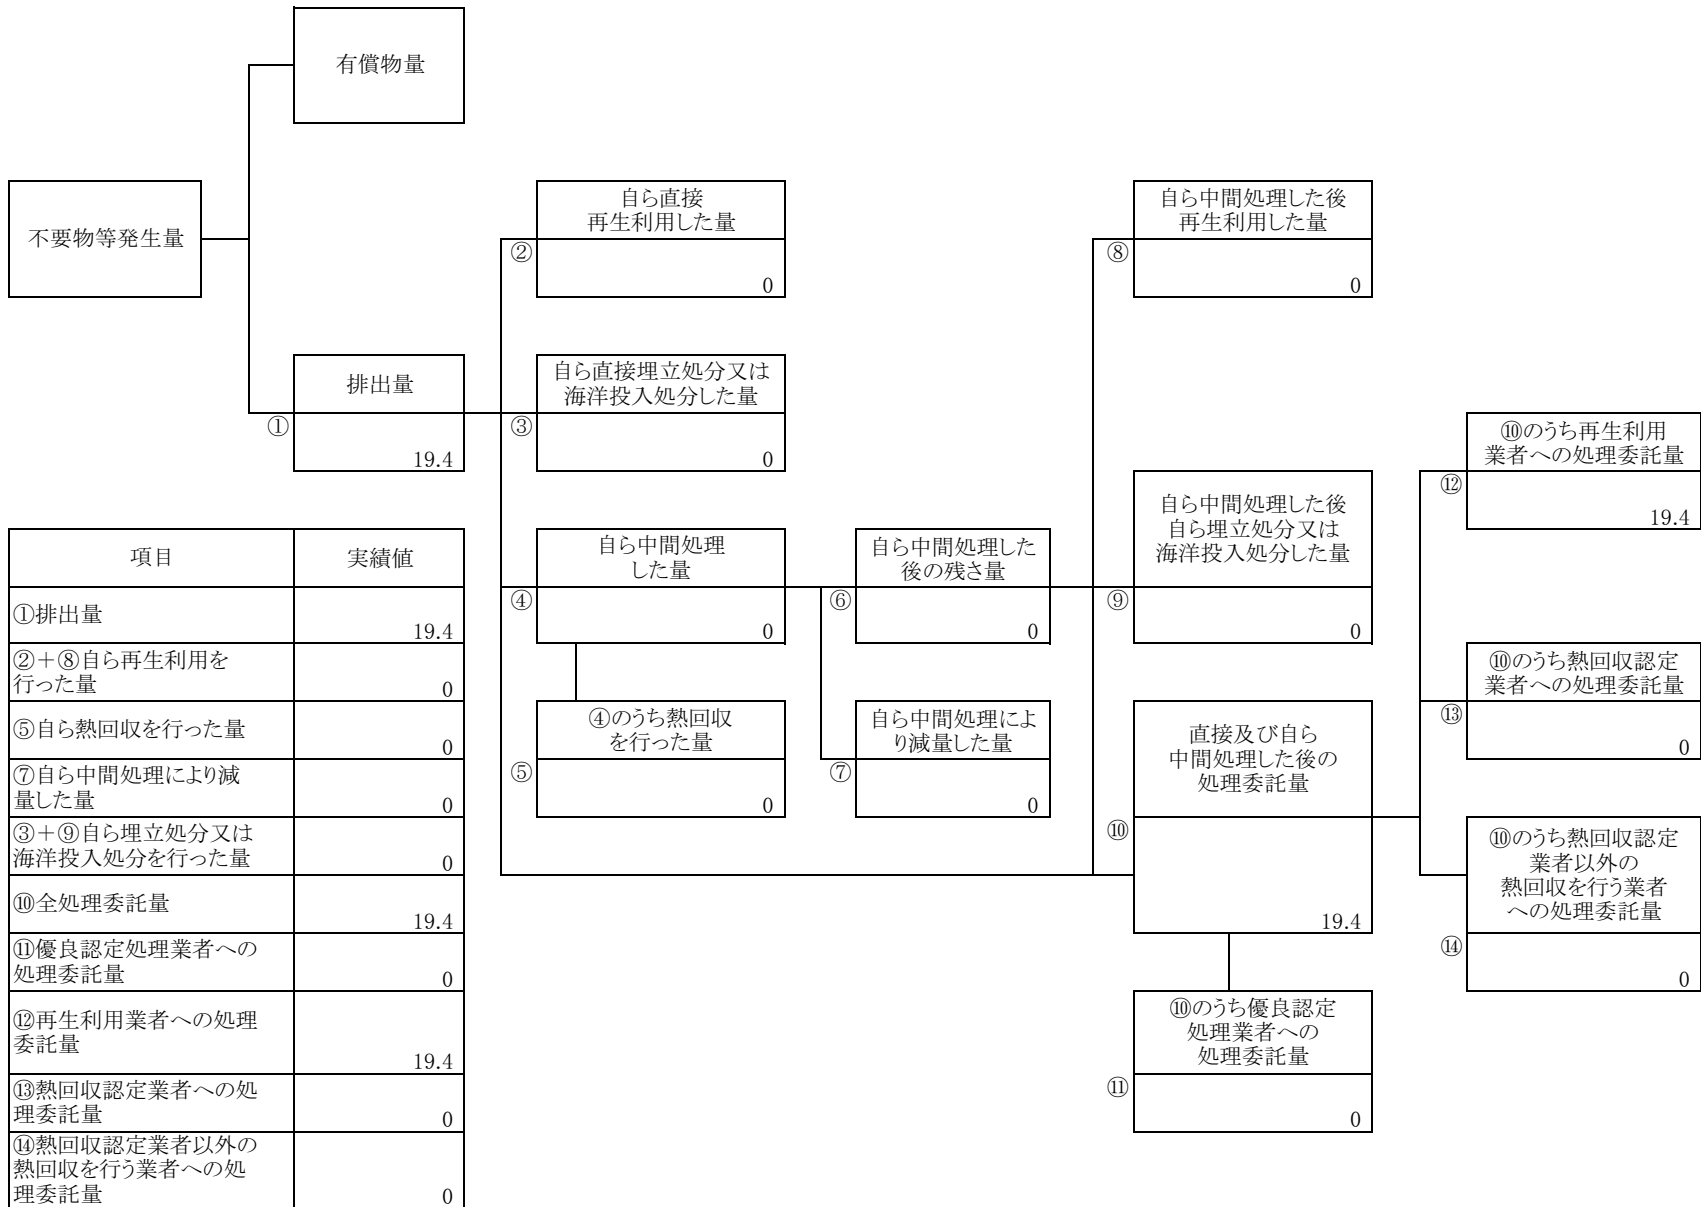 有償物量
不要物等発生量
自ら直接
再生利用した量
②
0
自ら中間処理した後
再生利用した量
⑧
0
排出量
①
19.4
自ら直接埋立処分又は
海洋投入処分した量
③
0
⑩のうち再生利用
業者への処理委託量
⑫
19.4
自ら中間処理
した量
④
0
自ら中間処理した
後の残さ量
⑥
0
自ら中間処理した後
自ら埋立処分又は
海洋投入処分した量
⑨
0
⑩のうち熱回収認定
業者への処理委託量
⑬
0
④のうち熱回収
を行った量
⑤
0
自ら中間処理によ
り減量した量
⑦
0
直接及び自ら
中間処理した後の
処理委託量
⑩
19.4
⑩のうち熱回収認定
業者以外の
熱回収を行う業者
への処理委託量
⑭
0
⑩のうち優良認定
処理業者への
処理委託量
⑪
0
項目 実績値
①排出量
19.4
②+⑧自ら再生利用を
行った量 0
⑤自ら熱回収を行った量
0
⑦自ら中間処理により減
量した量 0
③+⑨自ら埋立処分又は
海洋投入処分を行った量 0
⑩全処理委託量
19.4
⑪優良認定処理業者への
処理委託量 0
⑫再生利用業者への処理
委託量
19.4
⑬熱回収認定業者への処
理委託量 0
⑭熱回収認定業者以外の
熱回収を行う業者への処
理委託量 0